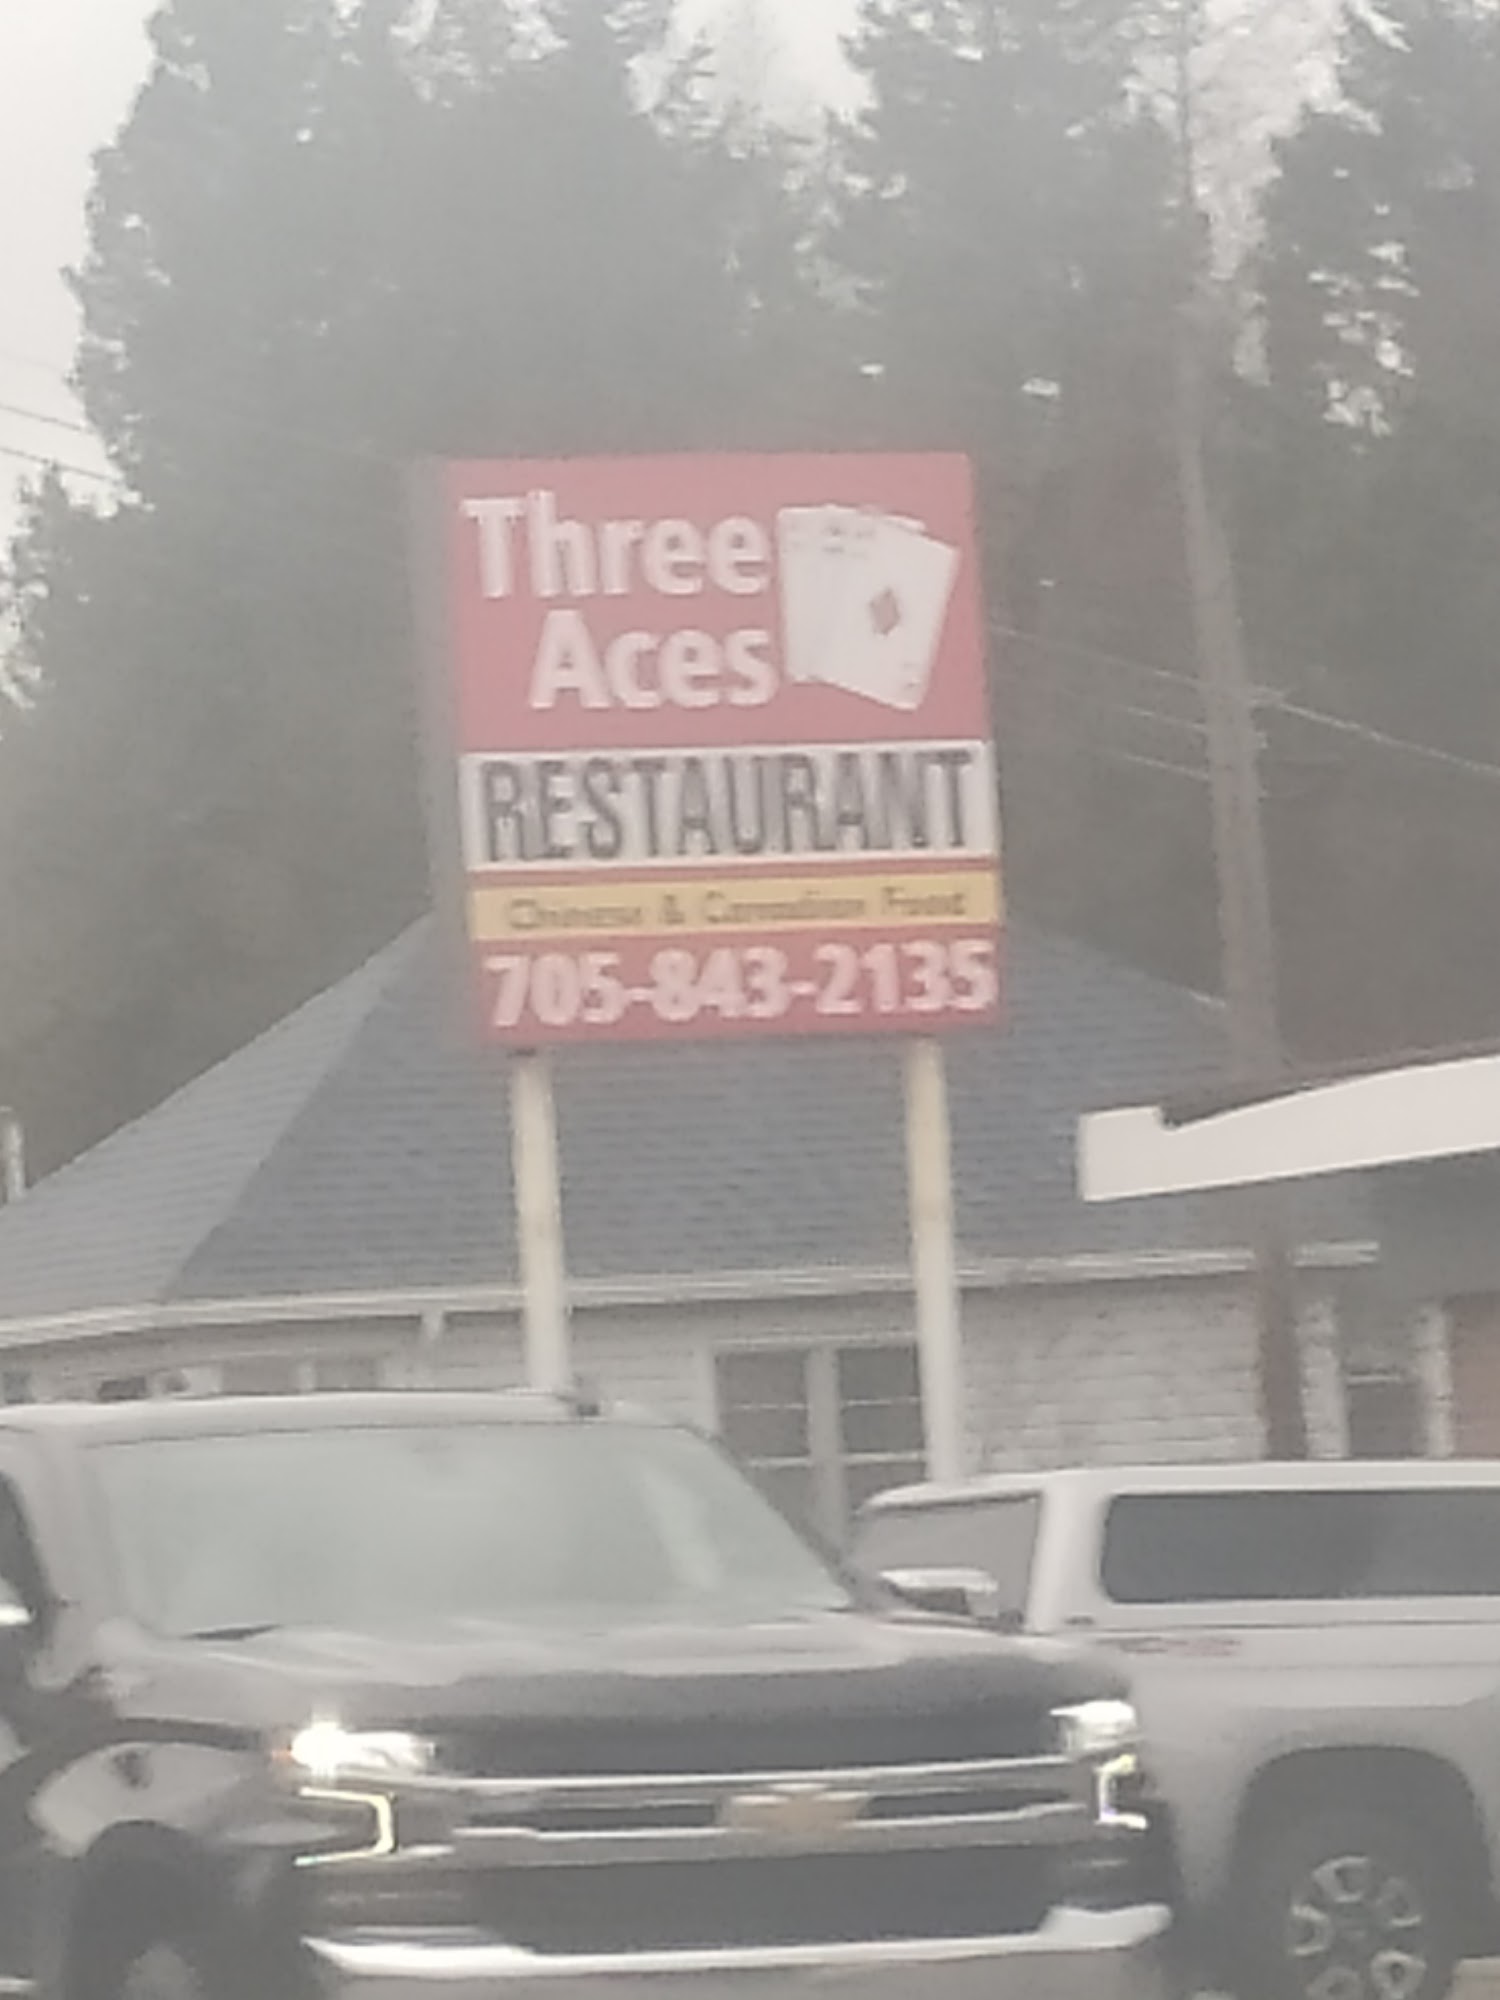 Three
Aces
RESTAURANT
Chinese & Canadian Food
705-843-2135